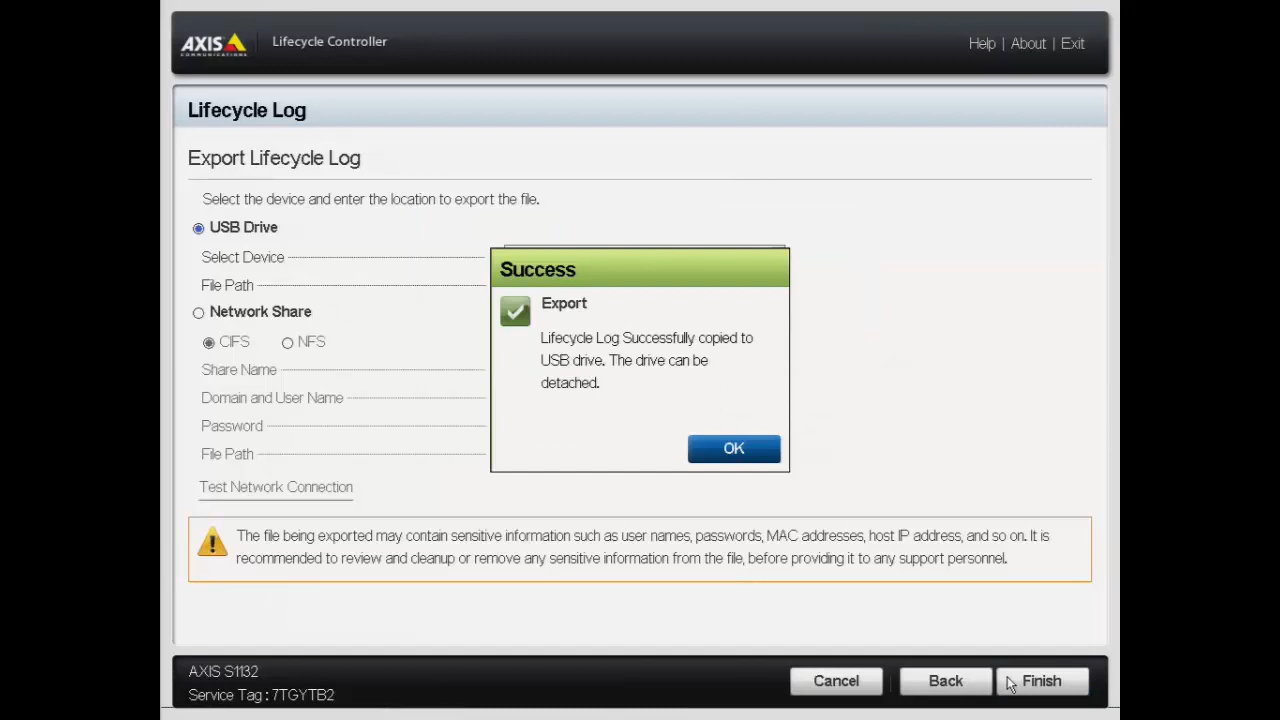 AXIS
COMMUNICATIONS
Lifecycle Controller
Help | About | Exit
Lifecycle Log
Export Lifecycle Log
Select the device and enter the location to export the file.
USB Drive
Select Device
File Path
Network Share
CIFS NFS
Share Name
Domain and User Name
Password
File Path
Test Network Connection
Success
Export
Lifecycle Log Successfully copied to
USB drive. The drive can be
detached.
OK
The file being exported may contain sensitive information such as user names, passwords, MAC addresses, host IP address, and so on. It is
recommended to review and cleanup or remove any sensitive information from the file, before providing it to any support personnel.
AXIS S1132
Service Tag : 7TGYTB2
Cancel
Back
Finish